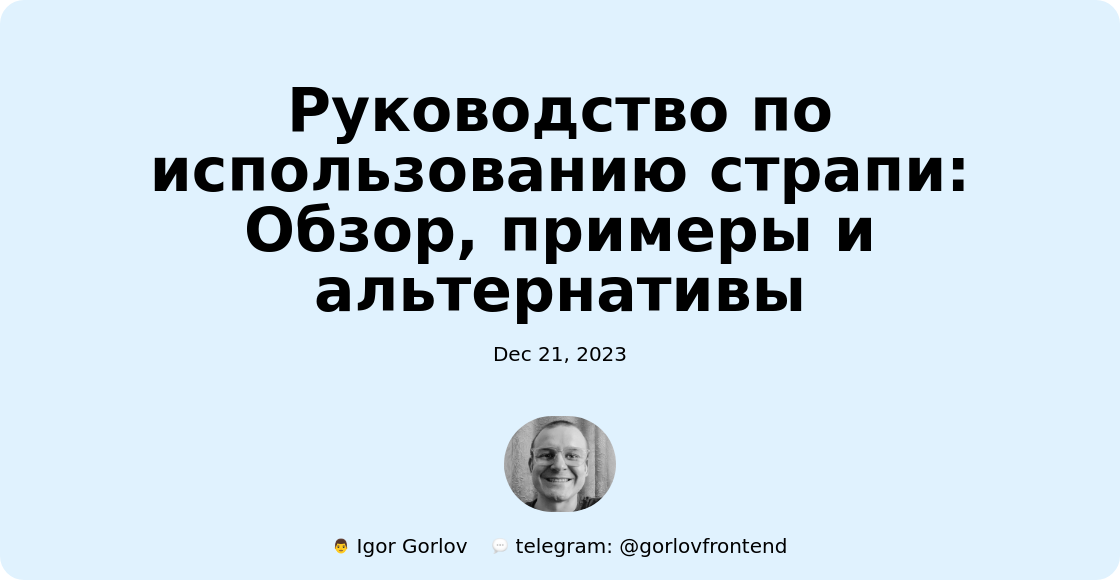 Руководство по
использованию страпи:
Обзор, примеры и
альтернативы
Dec 21, 2023
Igor Gorlov telegram: @gorlovfrontend